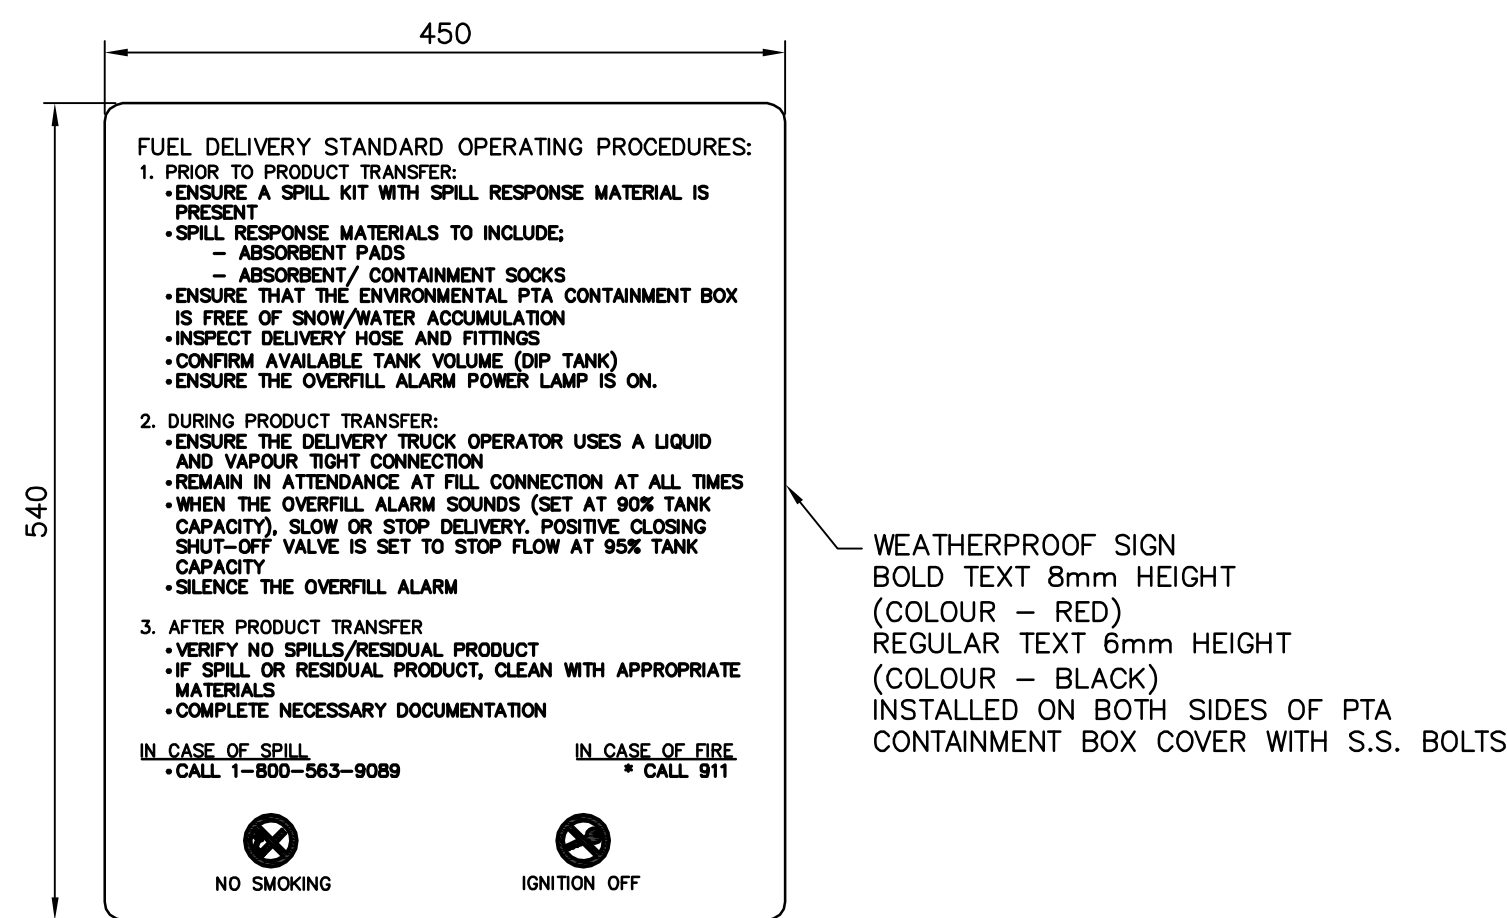 450
540
FUEL DELIVERY STANDARD OPERATING PROCEDURES:
1. PRIOR TO PRODUCT TRANSFER:
•ENSURE A SPILL KIT WITH SPILL RESPONSE MATERIAL IS
PRESENT
•SPILL RESPONSE MATERIALS TO INCLUDE;
– ABSORBENT PADS
– ABSORBENT/ CONTAINMENT SOCKS
•ENSURE THAT THE ENVIRONMENTAL PTA CONTAINMENT BOX
IS FREE OF SNOW/WATER ACCUMULATION
•INSPECT DELIVERY HOSE AND FITTINGS
•CONFIRM AVAILABLE TANK VOLUME (DIP TANK)
•ENSURE THE OVERFILL ALARM POWER LAMP IS ON.
2. DURING PRODUCT TRANSFER:
•ENSURE THE DELIVERY TRUCK OPERATOR USES A LIQUID
AND VAPOUR TIGHT CONNECTION
•REMAIN IN ATTENDANCE AT FILL CONNECTION AT ALL TIMES
•WHEN THE OVERFILL ALARM SOUNDS (SET AT 90% TANK
CAPACITY), SLOW OR STOP DELIVERY. POSITIVE CLOSING
SHUT–OFF VALVE IS SET TO STOP FLOW AT 95% TANK
CAPACITY
•SILENCE THE OVERFILL ALARM
3. AFTER PRODUCT TRANSFER
•VERIFY NO SPILLS/RESIDUAL PRODUCT
•IF SPILL OR RESIDUAL PRODUCT, CLEAN WITH APPROPRIATE
MATERIALS
•COMPLETE NECESSARY DOCUMENTATION
IN CASE OF SPILL
•CALL 1–800–563–9089
IN CASE OF FIRE
* CALL 911
NO SMOKING
IGNITION OFF
WEATHERPROOF SIGN
BOLD TEXT 8mm HEIGHT
(COLOUR – RED)
REGULAR TEXT 6mm HEIGHT
(COLOUR – BLACK)
INSTALLED ON BOTH SIDES OF PTA
CONTAINMENT BOX COVER WITH S.S. BOLTS